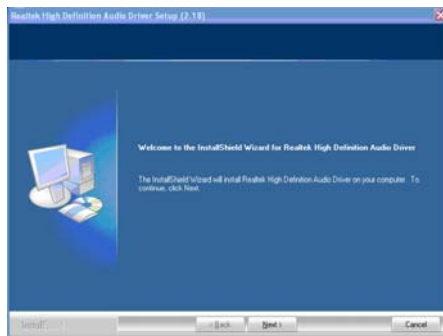 Realtek High Definition Audio Driver Setup (2.18)
Welcome to the InstallShield Wizard for Realtek High Definition Audio Driver
The InstallShield Wizard will install Realtek High Definition Audio Driver on your computer. To
continue, click Next.
InstallShield
< Back
Next >
Cancel